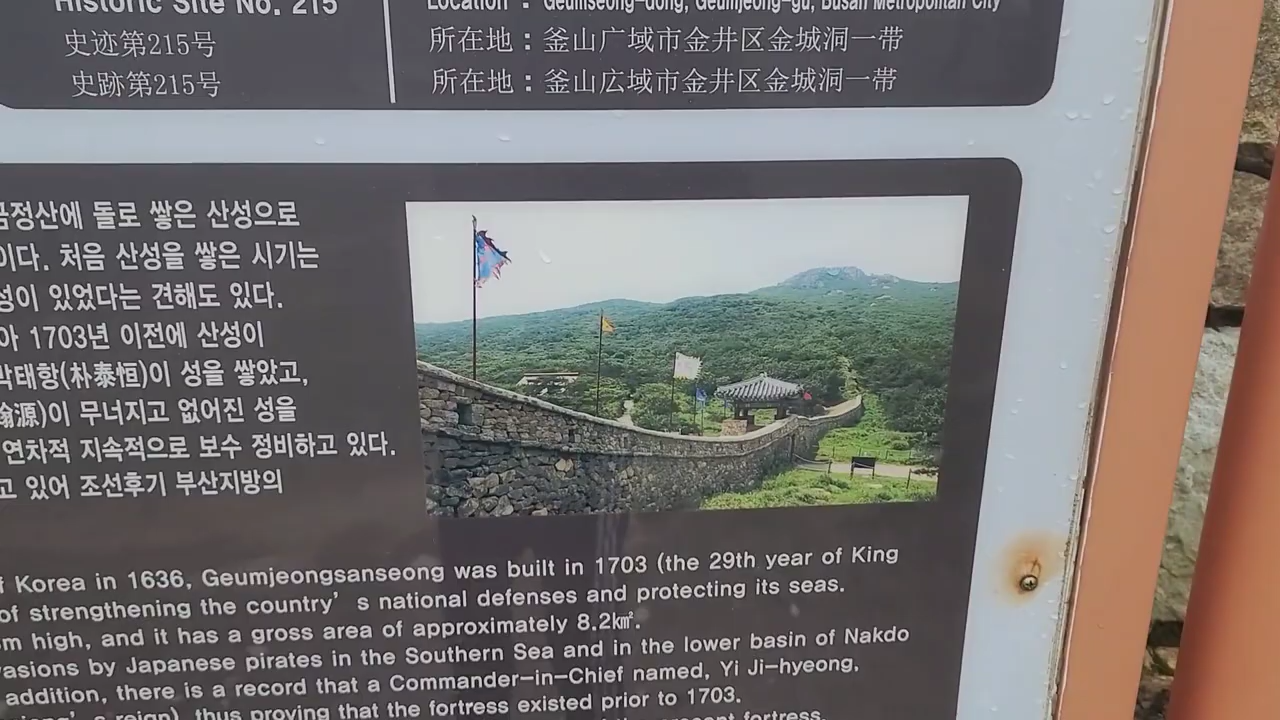 Historic Site No. 215
史迹第215号
史跡第215号
Location : Geumseong-dong, Geumjeong-gu, Busan Metropolitan City
所在地 : 釜山广域市金井区金城洞一带
所在地 : 釜山広域市金井区金城洞一帯
금정산에 돌로 쌓은 산성으로
이다. 처음 산성을 쌓은 시기는
성이 있었다는 견해도 있다.
아 1703년 이전에 산성이
박태항(朴泰恒)이 성을 쌓았고,
源)이 무너지고 없어진 성을
연차적 지속적으로 보수 정비하고 있다.
고 있어 조선후기 부산지방의
f Korea in 1636, Geumjeongsanseong was built in 1703 (the 29th year of King
of strengthening the country's national defenses and protecting its seas.
m high, and it has a gross area of approximately 8.2㎢.
vasions by Japanese pirates in the Southern Sea and in the lower basin of Nakdo
addition, there is a record that a Commander-in-Chief named, Yi Ji-hyeong,
's reign), thus proving that the fortress existed prior to 1703.
present fortress.